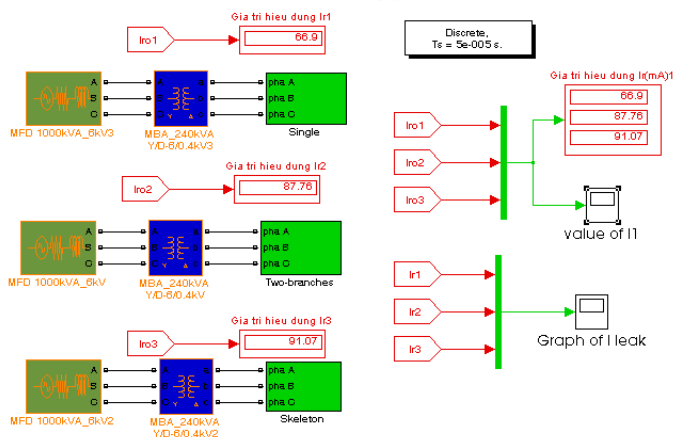 Gia tri hieu dung Ir1
Iro1
66.9
A
B
C
A
B
C
a
b
c
pha A
pha B
pha C
MFD 1000kVA_6kV3
MBA_240kVA
Y/D-6/0.4kV3
Single
Gia tri hieu dung Ir2
Iro2
87.76
A
B
C
A
B
C
a
b
c
pha A
pha B
pha C
MFD 1000kVA_6kV
MBA_240kVA
Y/D-6/0.4kV
Two-branches
Gia tri hieu dung Ir3
Iro3
91.07
A
B
C
A
B
C
a
b
c
pha A
pha B
pha C
MFD 1000kVA_6kV2
MBA_240kVA
Y/D-6/0.4kV2
Skeleton
Discrete,
Ts = 5e-005 s.
Gia tri hieu dung Ir(mA)1
66.9
87.76
91.07
Iro1
Iro2
Iro3
value of I1
Ir1
Ir2
Ir3
Graph of I leak